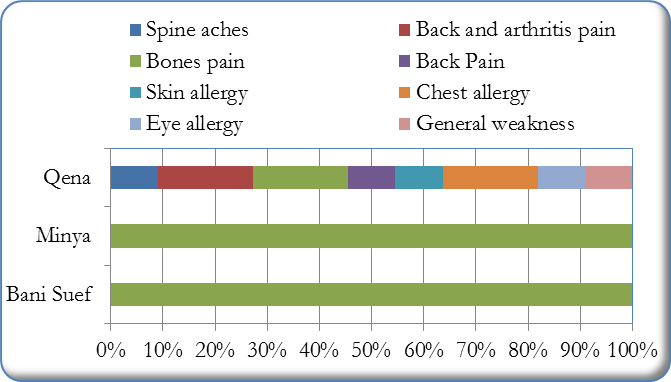 Spine aches
Back and arthritis pain
Bones pain
Back Pain
Skin allergy
Chest allergy
Eye allergy
General weakness
Qena
Minya
Bani Suef
0% 10% 20% 30% 40% 50% 60% 70% 80% 90% 100%